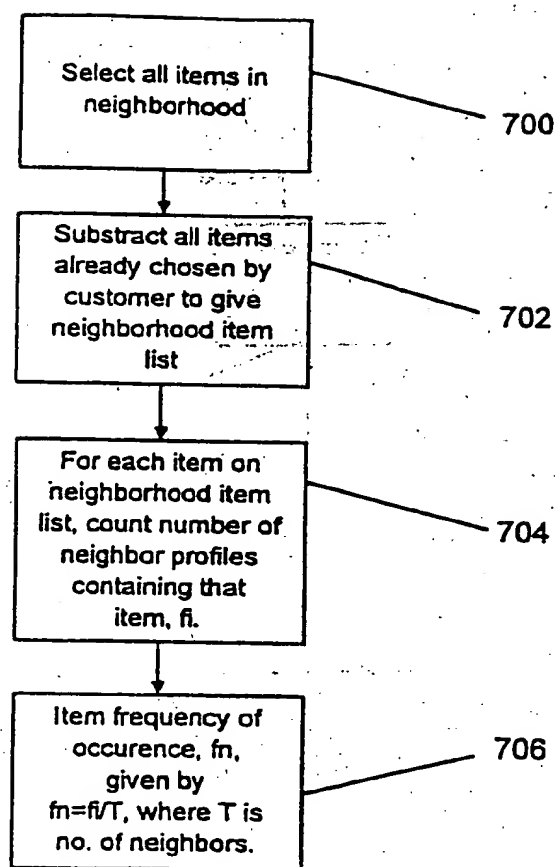 Select all items in
neighborhood
700
Substract all items
already chosen by
customer to give
neighborhood item
list
702
For each item on
neighborhood item
list, count number of
neighbor profiles
containing that
item, fi.
704
Item frequency of
occurence, fn,
given by
fn=fi/T, where T is
no. of neighbors.
706